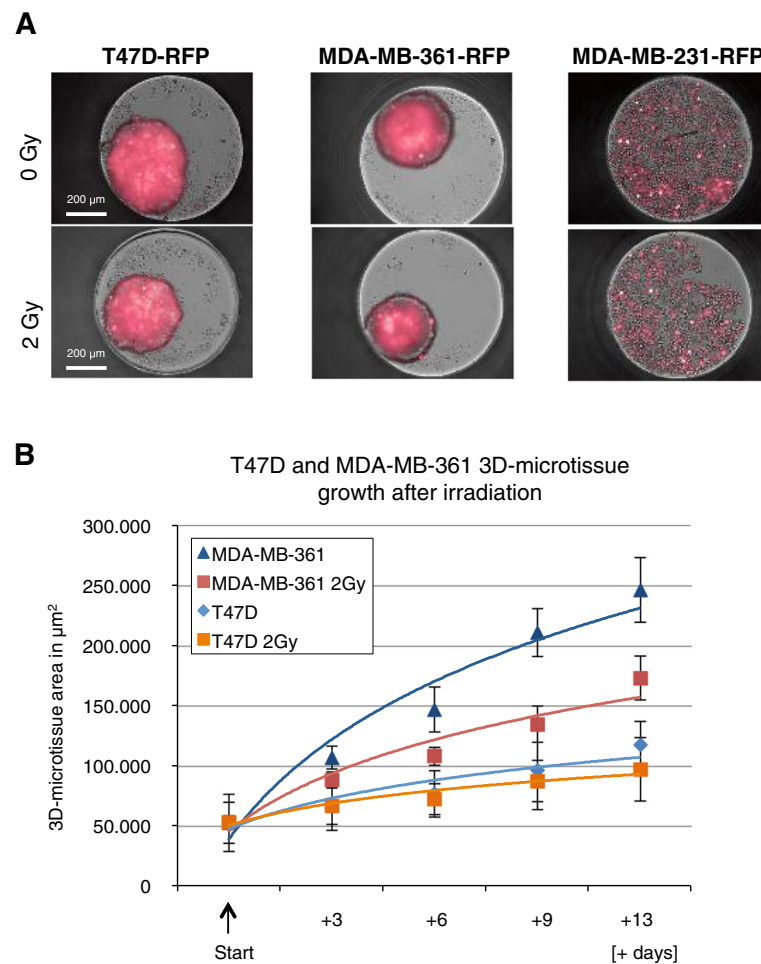 A
T47D-RFP
MDA-MB-361-RFP
MDA-MB-231-RFP
0 Gy
200 µm
2 Gy
200 µm
B
T47D and MDA-MB-361 3D-microtissue
growth after irradiation
3D-microtissue area in µm²
300.000
250.000
200.000
150.000
100.000
50.000
0
MDA-MB-361
MDA-MB-361 2Gy
T47D
T47D 2Gy
+3
+6
+9
+13
Start
[+ days]